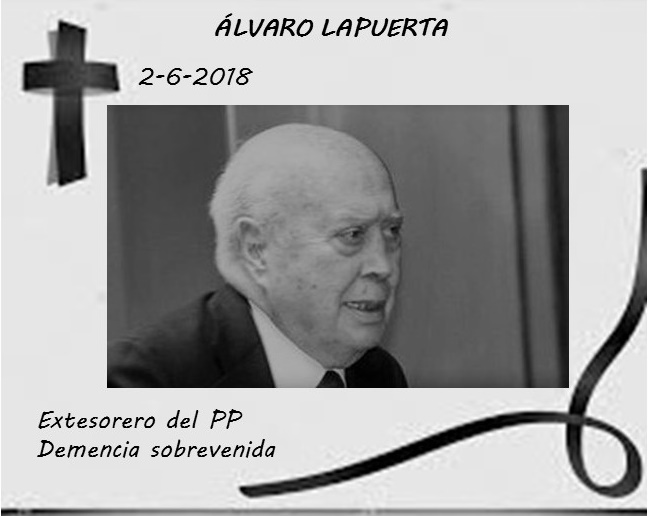 ÁLVARO LAPUERTA
2-6-2018
Extesorero del PP
Demencia sobrevenida